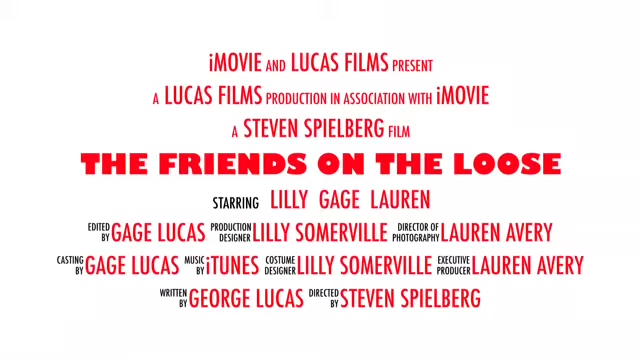 iMOVIE AND LUCAS FILMS PRESENT
A LUCAS FILMS PRODUCTION IN ASSOCIATION WITH iMOVIE
A STEVEN SPIELBERG FILM
THE FRIENDS ON THE LOOSE
STARRING LILLY GAGE LAUREN
EDITED BY GAGE LUCAS PRODUCTION DESIGNER LILLY SOMERVILLE DIRECTOR OF PHOTOGRAPHY LAUREN AVERY
CASTING BY GAGE LUCAS MUSIC BY iTUNES COSTUME DESIGNER LILLY SOMERVILLE EXECUTIVE PRODUCER LAUREN AVERY
WRITTEN BY GEORGE LUCAS DIRECTED BY STEVEN SPIELBERG